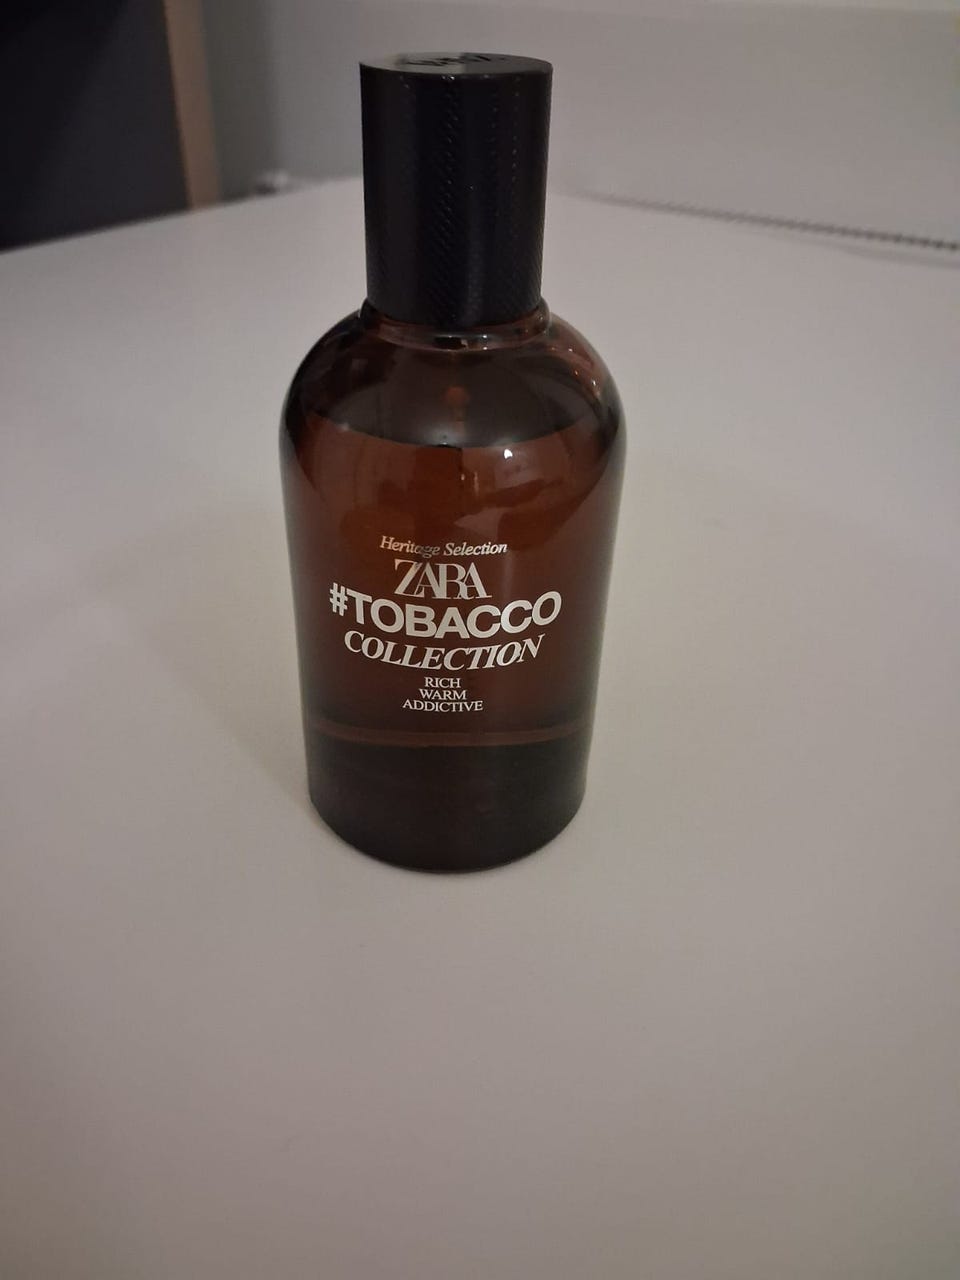 Heritage Selection
ZARA
#TOBACCO
COLLECTION
RICH
WARM
ADDICTIVE